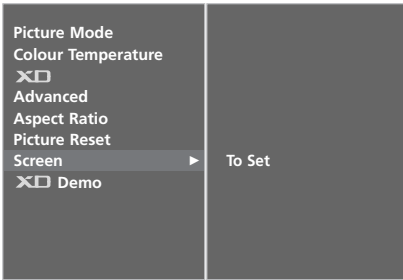 Picture Mode
Colour Temperature
XD
Advanced
Aspect Ratio
Picture Reset
Screen ► To Set
XD Demo